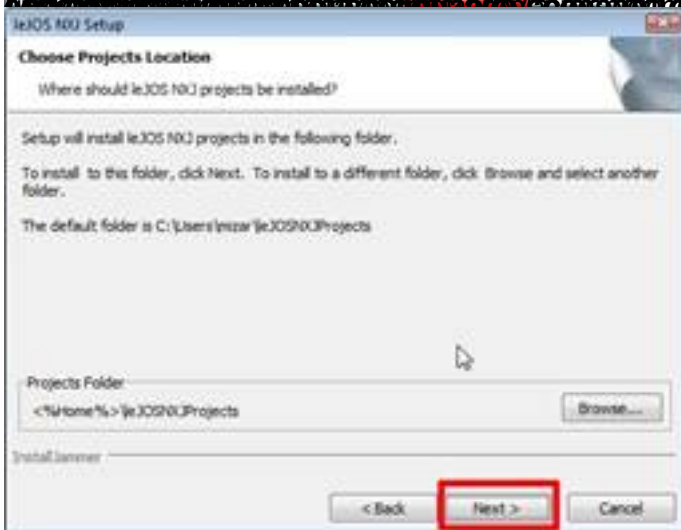 leJOS NXJ Setup
Choose Projects Location
Where should leJOS NXJ projects be installed?
Setup will install leJOS NXJ projects in the following folder.
To install to this folder, click Next. To install to a different folder, click Browse and select another
folder.
The default folder is C:\Users\mizar\leJOSNXJProjects
Projects Folder
<%Home%>\leJOSNXJProjects
Browse...
InstallJammer
< Back
Next >
Cancel